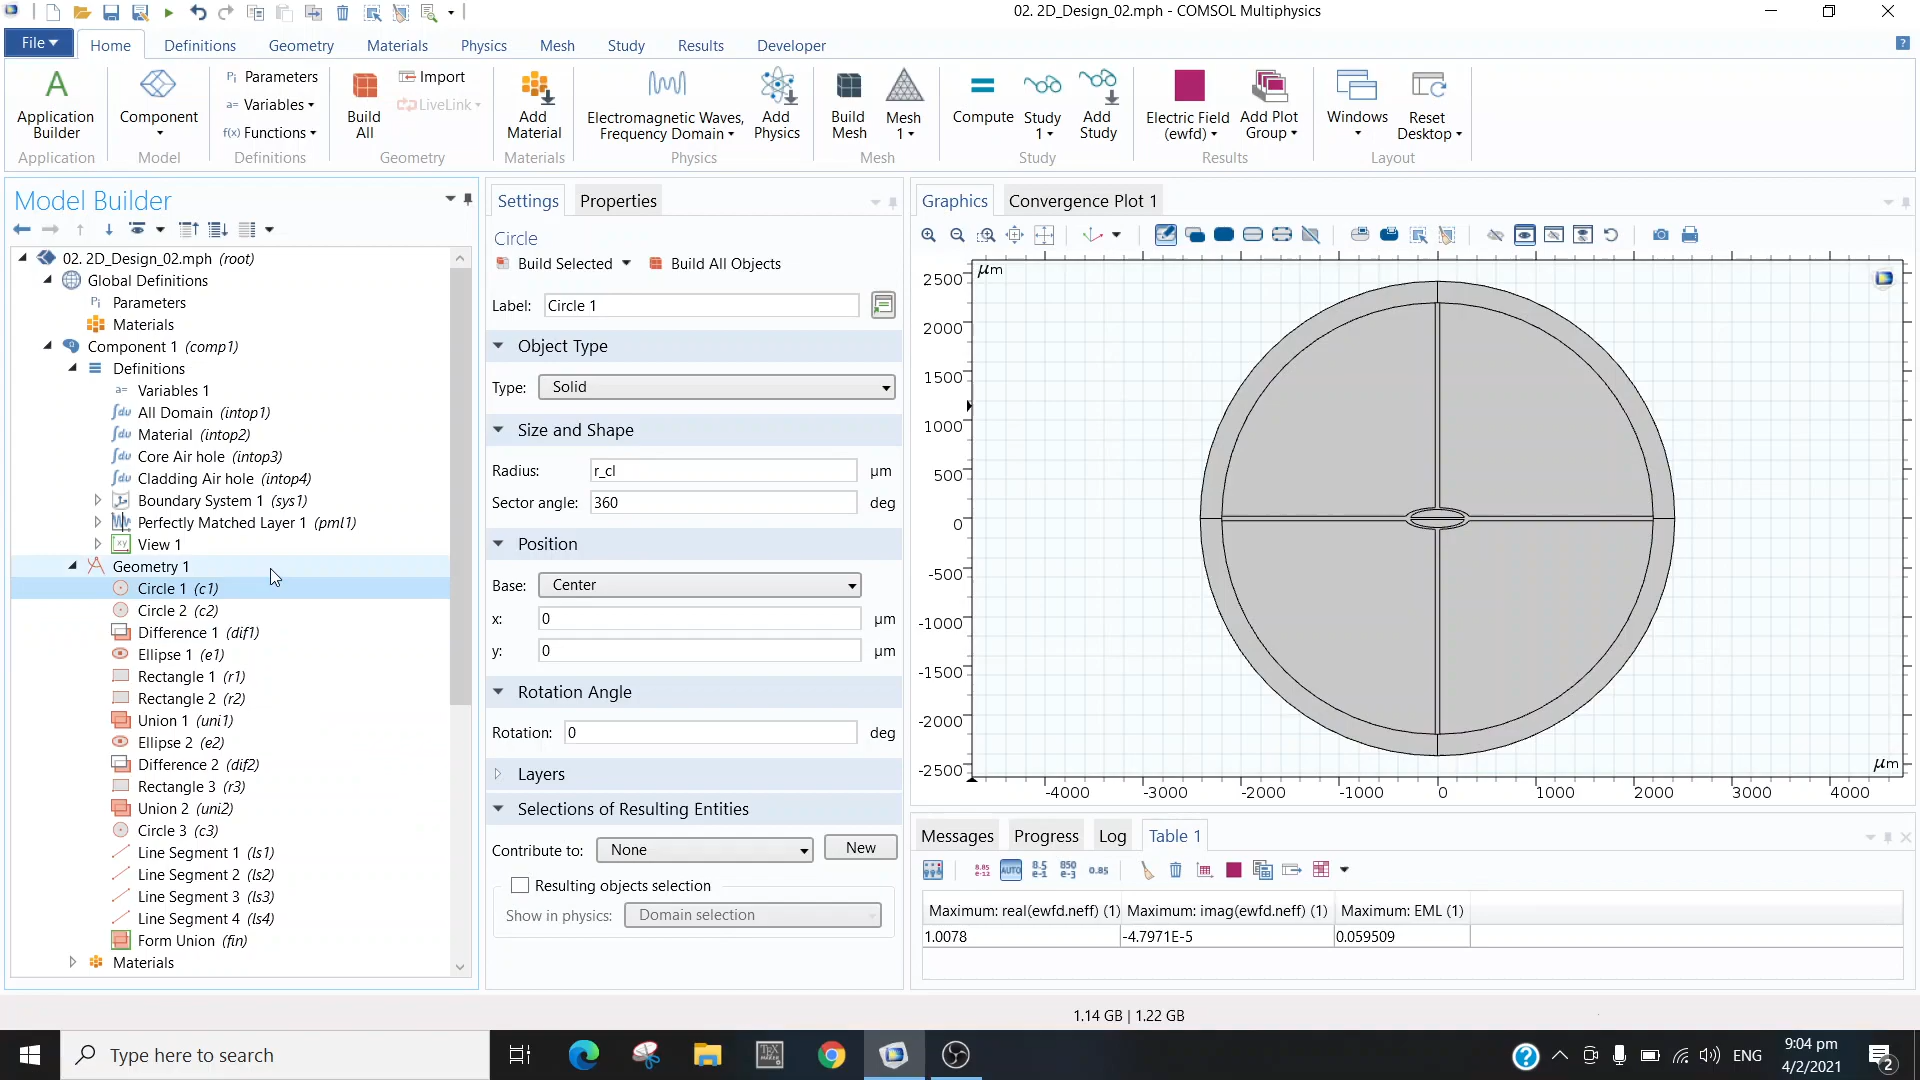 02. 2D_Design_02.mph - COMSOL Multiphysics
File Home Definitions Geometry Materials Physics Mesh Study Results Developer
Application Builder
Application
Component
Model
Pi Parameters
a= Variables
f(x) Functions
Definitions
Build All
Import
LiveLink
Geometry
Add Material
Materials
Electromagnetic Waves, Frequency Domain
Add Physics
Physics
Build Mesh
Mesh 1
Mesh
Compute
Study 1
Add Study
Study
Electric Field (ewfd)
Add Plot Group
Results
Windows
Reset Desktop
Layout
Model Builder
02. 2D_Design_02.mph (root)
Global Definitions
Pi Parameters
Materials
Component 1 (comp1)
Definitions
a= Variables 1
All Domain (intop1)
Material (intop2)
Core Air hole (intop3)
Cladding Air hole (intop4)
Boundary System 1 (sys1)
Perfectly Matched Layer 1 (pml1)
View 1
Geometry 1
Circle 1 (c1)
Circle 2 (c2)
Difference 1 (dif1)
Ellipse 1 (e1)
Rectangle 1 (r1)
Rectangle 2 (r2)
Union 1 (uni1)
Ellipse 2 (e2)
Difference 2 (dif2)
Rectangle 3 (r3)
Union 2 (uni2)
Circle 3 (c3)
Line Segment 1 (ls1)
Line Segment 2 (ls2)
Line Segment 3 (ls3)
Line Segment 4 (ls4)
Form Union (fin)
Materials
Settings Properties
Circle
Build Selected Build All Objects
Label: Circle 1
Object Type
Type: Solid
Size and Shape
Radius: r_cl µm
Sector angle: 360 deg
Position
Base: Center
x: 0 µm
y: 0 µm
Rotation Angle
Rotation: 0 deg
Layers
Selections of Resulting Entities
Contribute to: None New
Resulting objects selection
Show in physics: Domain selection
Graphics Convergence Plot 1
µm
2500
2000
1500
1000
500
0
-500
-1000
-1500
-2000
-2500
µm
-4000 -3000 -2000 -1000 0 1000 2000 3000 4000
Messages Progress Log Table 1
8.85 e-12 AUTO 8.5 e-1 850 e-3 0.85
Maximum: real(ewfd.neff) (1) Maximum: imag(ewfd.neff) (1) Maximum: EML (1)
1.0078 -4.7971E-5 0.059509
1.14 GB | 1.22 GB
Type here to search
ENG
9:04 pm
4/2/2021
2